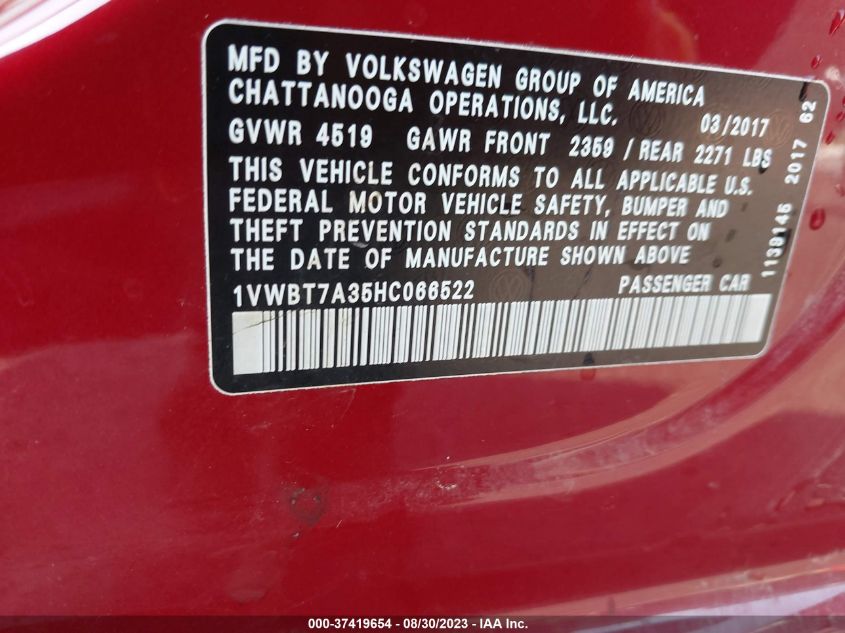 MFD BY VOLKSWAGEN GROUP OF AMERICA
CHATTANOOGA OPERATIONS, LLC. 03/2017
GVWR 4519 GAWR FRONT 2359 / REAR 2271 LBS
THIS VEHICLE CONFORMS TO ALL APPLICABLE U.S.
FEDERAL MOTOR VEHICLE SAFETY, BUMPER AND
THEFT PREVENTION STANDARDS IN EFFECT ON
THE DATE OF MANUFACTURE SHOWN ABOVE
1VWBT7A35HC066522 PASSENGER CAR
1139146 2017 62
000-37419654 - 08/30/2023 - IAA Inc.